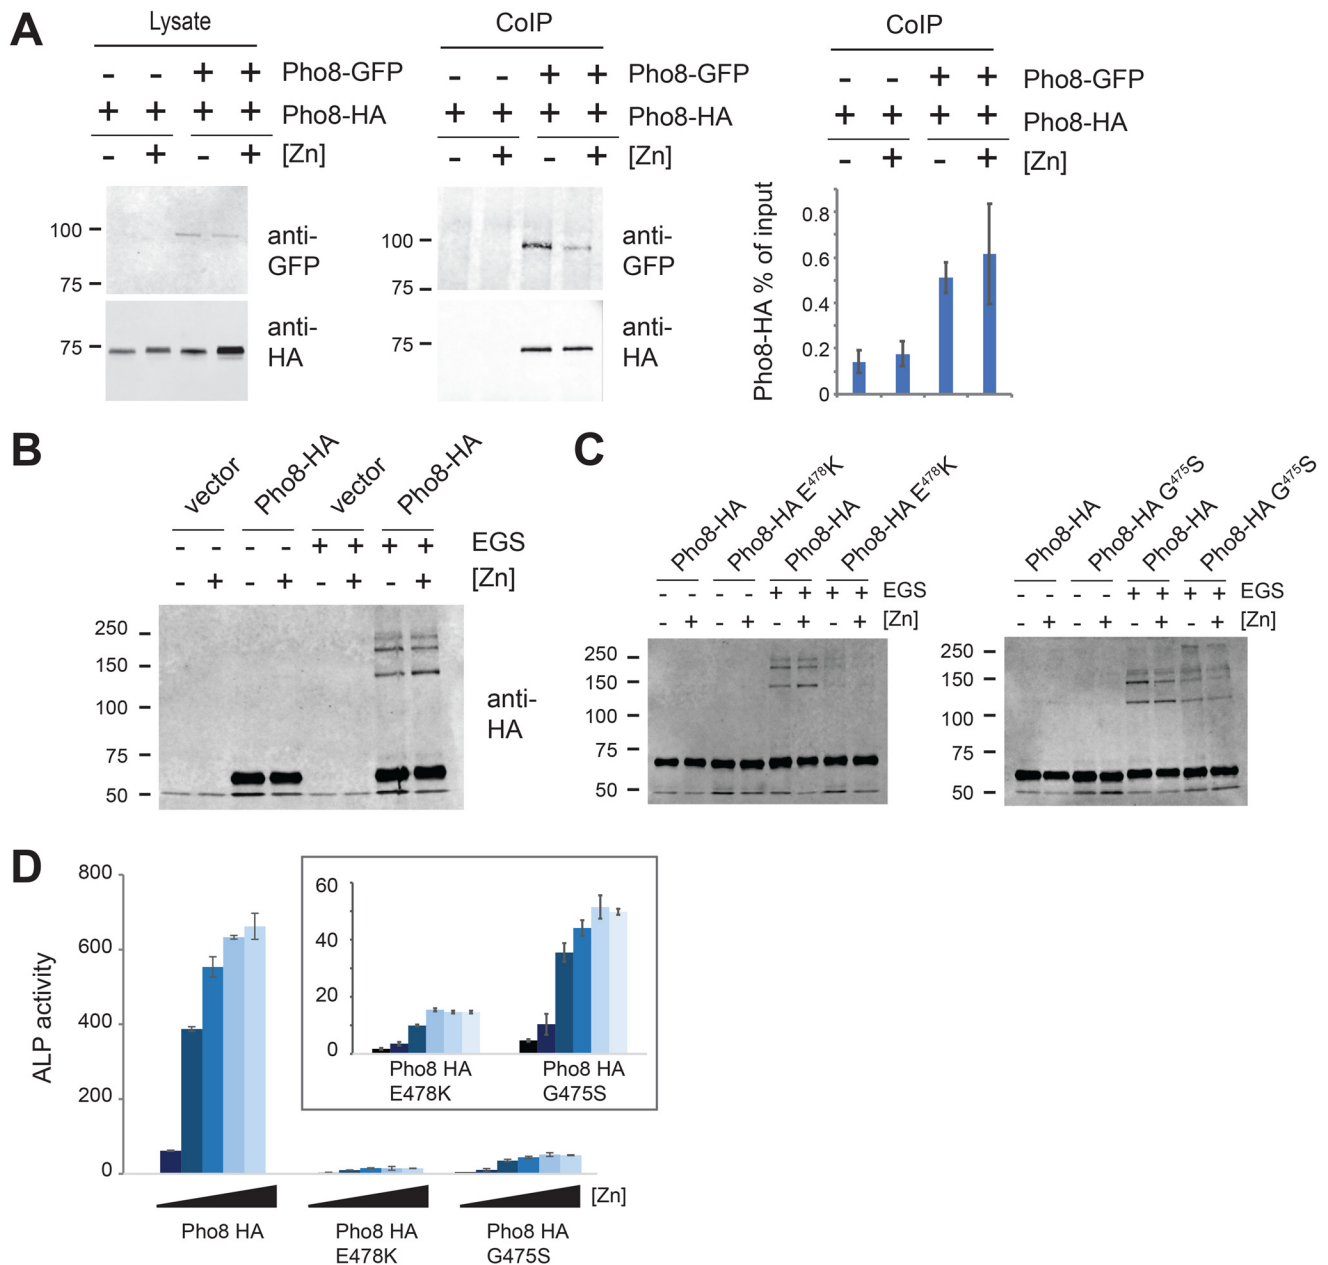 A
Lysate
- - + + Pho8-GFP
+ + + + Pho8-HA
- + - + [Zn]
100
75
anti-
GFP
75
anti-
HA
CoIP
- - + + Pho8-GFP
+ + + + Pho8-HA
- + - + [Zn]
100
75
anti-
GFP
75
anti-
HA
CoIP
- - + + Pho8-GFP
+ + + + Pho8-HA
- + - + [Zn]
Pho8-HA % of input
0.8
0.6
0.4
0.2
0
B
vector
Pho8-HA
vector
Pho8-HA
- - - - + + + + EGS
- + - + - + - + [Zn]
250
150
100
75
50
anti-
HA
C
Pho8-HA
Pho8-HA E478K
Pho8-HA
Pho8-HA E478K
- - - - + + + + EGS
- + - + - + - + [Zn]
250
150
100
75
50
Pho8-HA
Pho8-HA G475S
Pho8-HA
Pho8-HA G475S
- - - - + + + + EGS
- + - + - + - + [Zn]
250
150
100
75
50
D
ALP activity
800
600
400
200
0
60
40
20
0
Pho8 HA
E478K
Pho8 HA
G475S
[Zn]
Pho8 HA
Pho8 HA
E478K
Pho8 HA
G475S